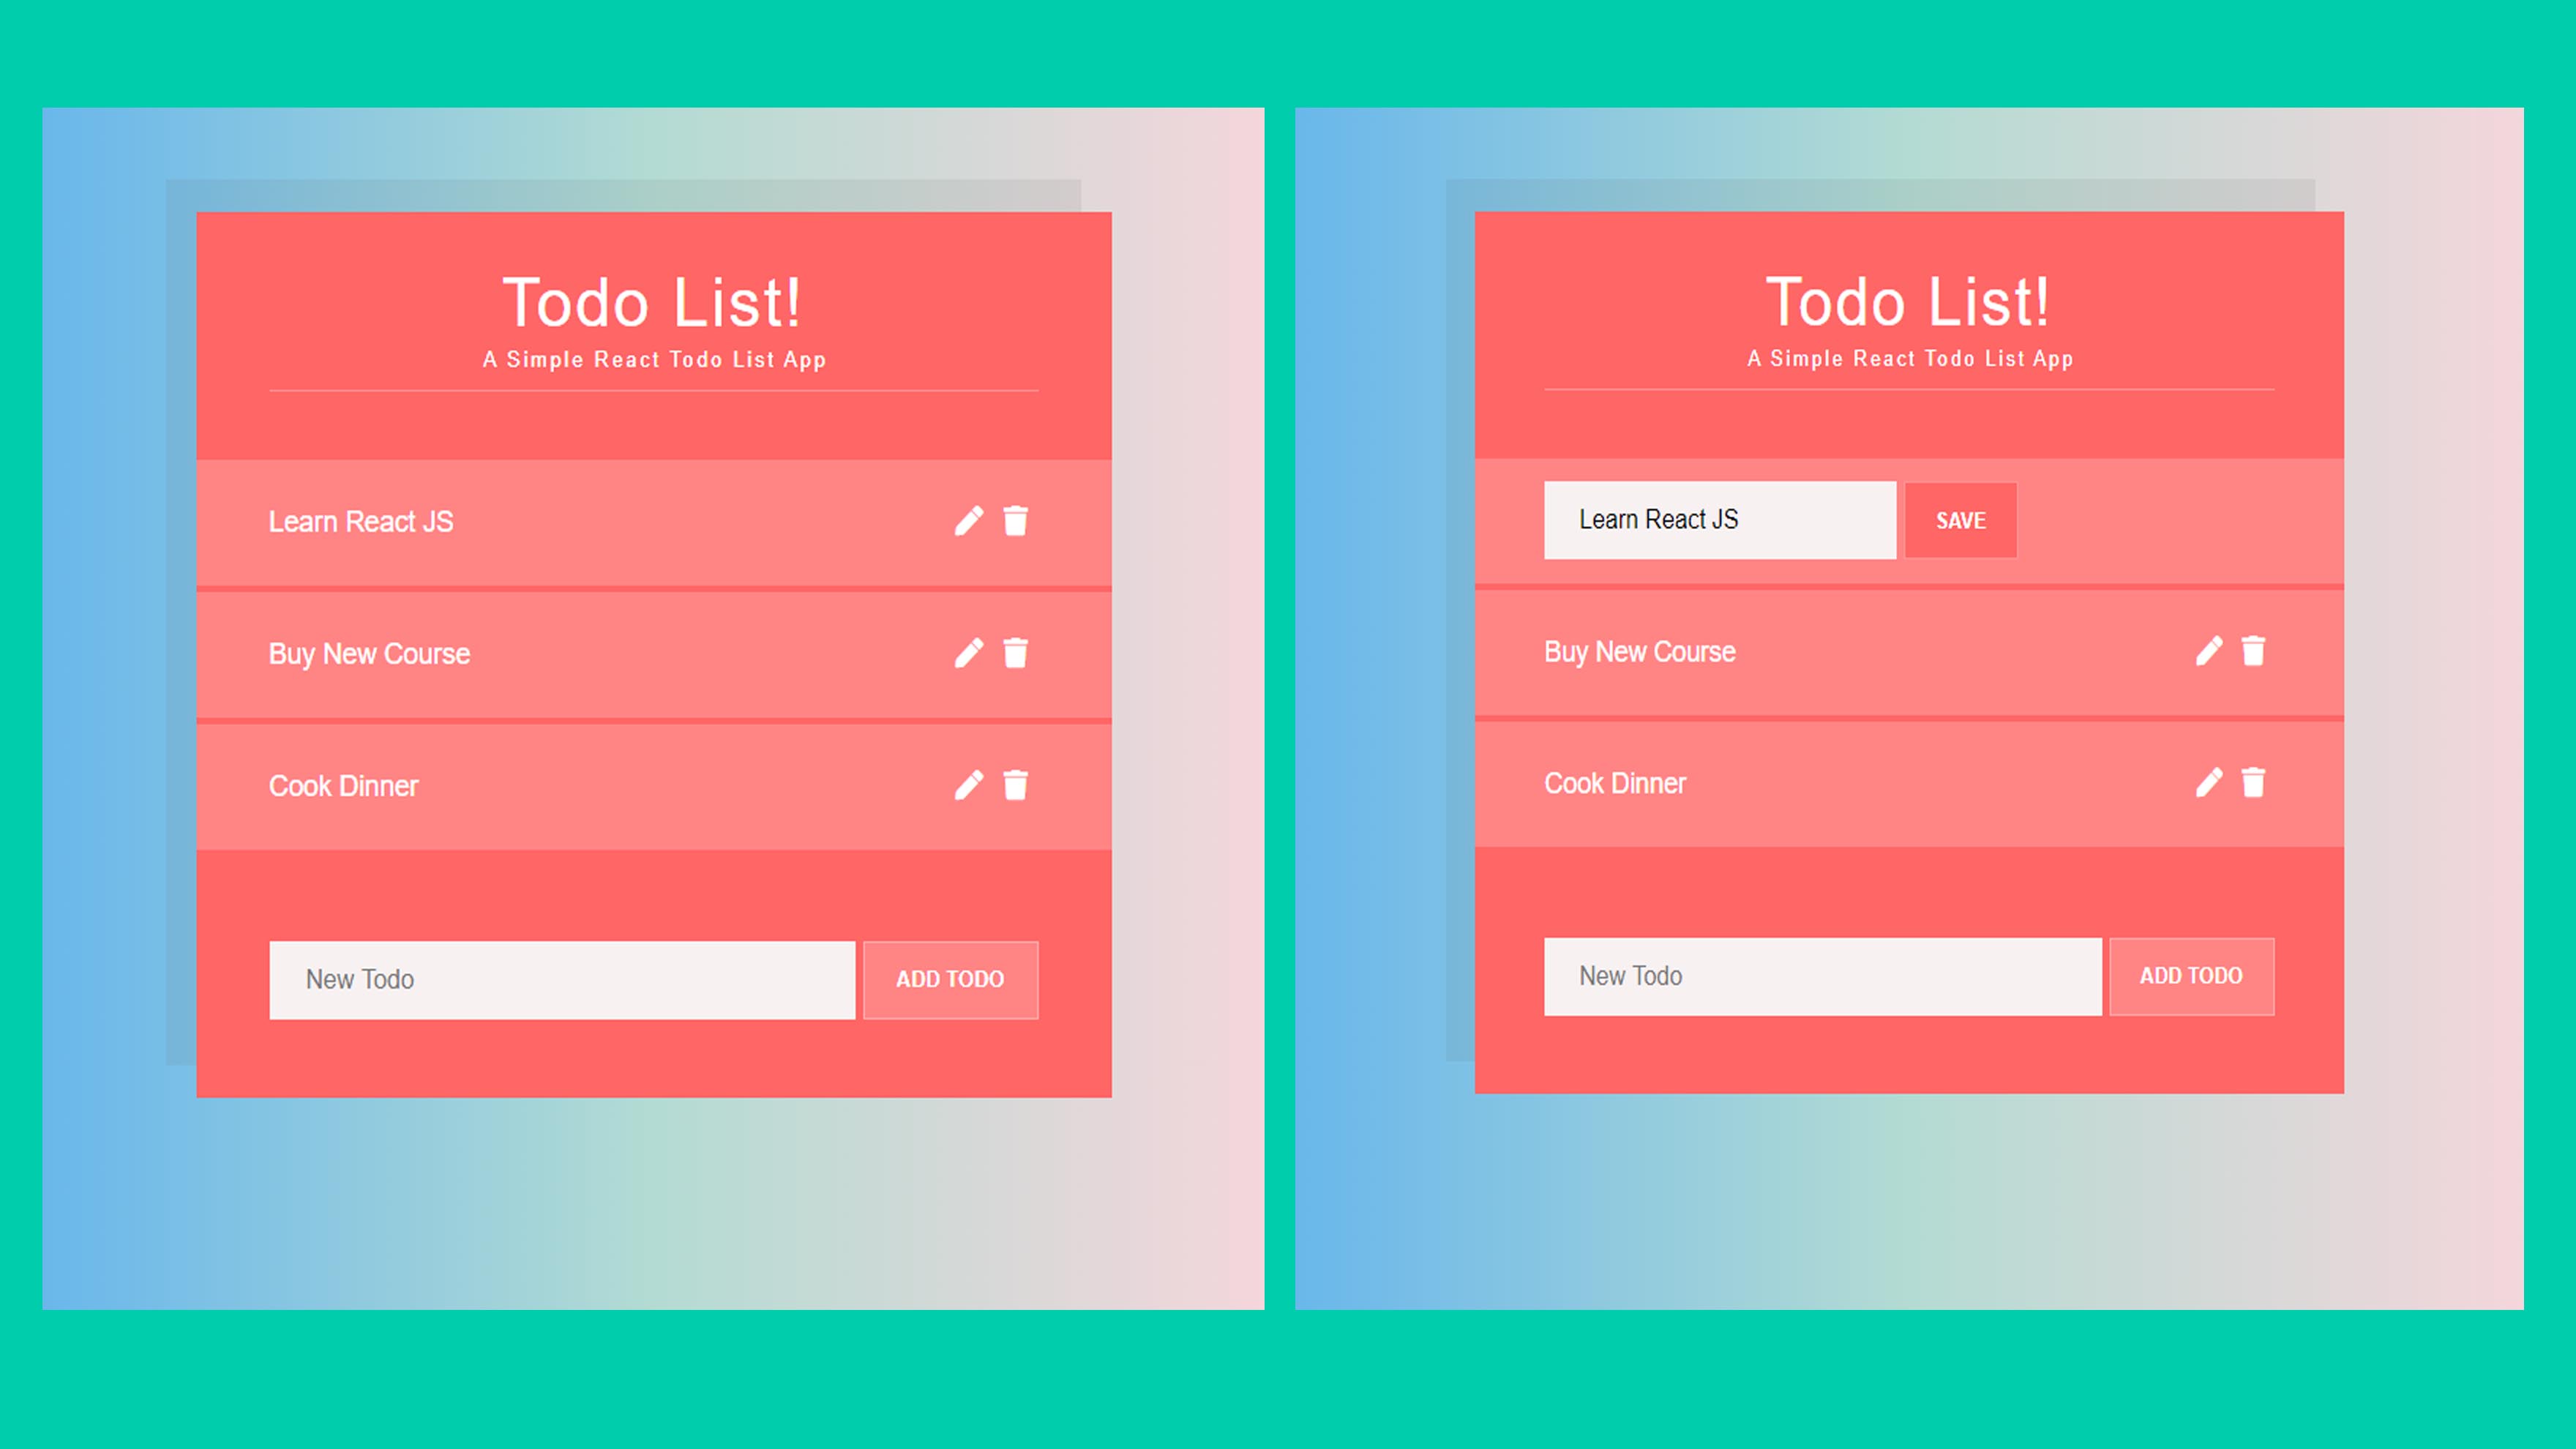 Todo List!
A Simple React Todo List App
Learn React JS
Buy New Course
Cook Dinner
New Todo
ADD TODO
Todo List!
A Simple React Todo List App
Learn React JS
SAVE
Buy New Course
Cook Dinner
New Todo
ADD TODO